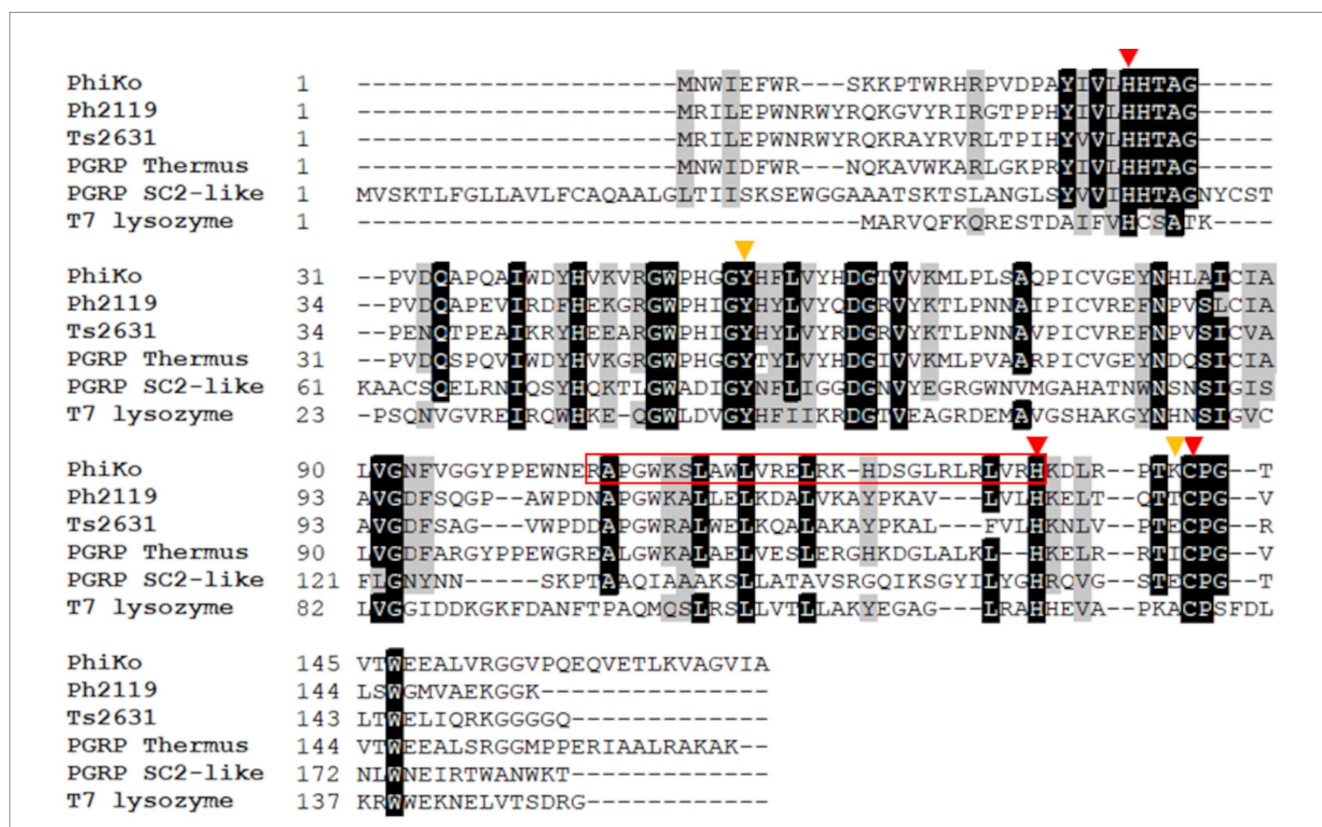 PhiKo 1 --------------------MNWIEFWR---SKKPTWRHRPVDPAYIVLHHTAG-----
Ph2119 1 --------------------MRILEPWNRWYRQKGVYRIRGTPPHYIVLHHTAG-----
Ts2631 1 --------------------MRILEPWNRWYRQKRAYRVRLTPIHYVVLHHTAG-----
PGRP Thermus 1 --------------------MNWIDFWR---NQKAVWKARLGKPRYIVLHHTAG-----
PGRP SC2-like 1 MVSKTLFGLLAVLFCAQAALGLTIISKSEWGGAAATSKTSLANGLSYVVIHHTAGNYCST
T7 lysozyme 1 --------------------------------MARVQFKQRESTDAIFVHCSATK----
PhiKo 31 --PVDQAPQAIWDYHVKVRGWPHGGYHFLVYHDGTVVKMLPLSAQPICVGEYNHLAICIA
Ph2119 34 --PVDQAPEVIRDFHEKGRGWPHIGYHYLVYQDGRVYKTLPNNAIPICVREFNPVSLCIA
Ts2631 34 --PENQTPEAIKRYHEEARGWPHIGYHYLVYHDGRVYKTLPNNAVPICVREFNPVSICVA
PGRP Thermus 31 --PVDQSPQVIWDYHVKGRGWPHGGYTYLVYHDGTVVKMLPVAARPICVGEYNDQSICIA
PGRP SC2-like 61 KAACSQELRNIQSYHQKTLGWADIGYNFLIGGDGNVYEGRGWNVMGAHATNWNSNSIGIS
T7 lysozyme 23 -PSQNVGVREIRQWHKE-QGWLDVGYHFIIKRDGTVEAGRDEMAVGSHAKGYNHNSIGVC
PhiKo 90 LVGNFVGGYPPEWNERAPGWKSLAWLVRELRK-HDSGLRLRLVRHKDLR--PTKCPG--T
Ph2119 93 AVGDFSQGP--AWPDNAPGWKALLELKDALVKAYPKAV---LVLHKELT--QTTCPG--V
Ts2631 93 AVGDFSAG---VWPDDAPGWRALWELKQALAKAYPKAL---FVLHKNLV--PTECPG--R
PGRP Thermus 90 LVGDFARGYPPEWGREALGWKALAELVESLERGHKDGLALKL--HKELR--RTICPG--V
PGRP SC2-like 121 FLGNYNN-----SKPTAAQIAAAKSLLATAVSRGQIKSGYILYGHRQVG--STECPG--T
T7 lysozyme 82 LVGGIDDKGKFDANFTPAQMQSLRSLLVTLLAKYEGAG---LRAHHEVA--PKACPSFDL
PhiKo 145 VTWEEALVRGGVPQEQVETLKVAGVIA
Ph2119 144 LSWGMVAEKGGK---------------
Ts2631 143 LTWELIQRKGGGGQ-------------
PGRP Thermus 144 VTWEEALSRGGMPPERIAALRAKAK--
PGRP SC2-like 172 NLWNEIRTWANWKT-------------
T7 lysozyme 137 KRWWEKNELVTSDRG------------